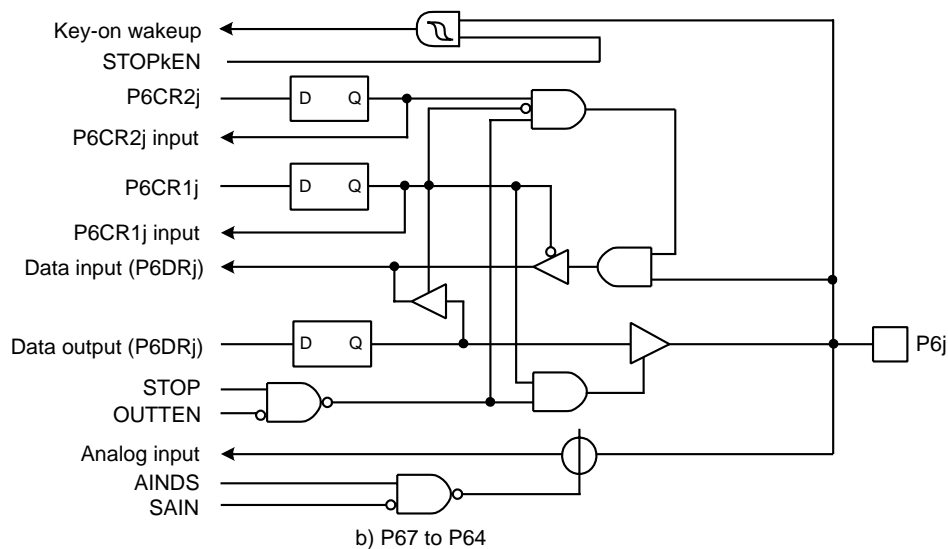 Key-on wakeup
STOPkEN
P6CR2j
D Q
P6CR2j input
P6CR1j
D Q
P6CR1j input
Data input (P6DRj)
Data output (P6DRj)
D Q
P6j
STOP
OUTTEN
Analog input
AINDS
SAIN
b) P67 to P64